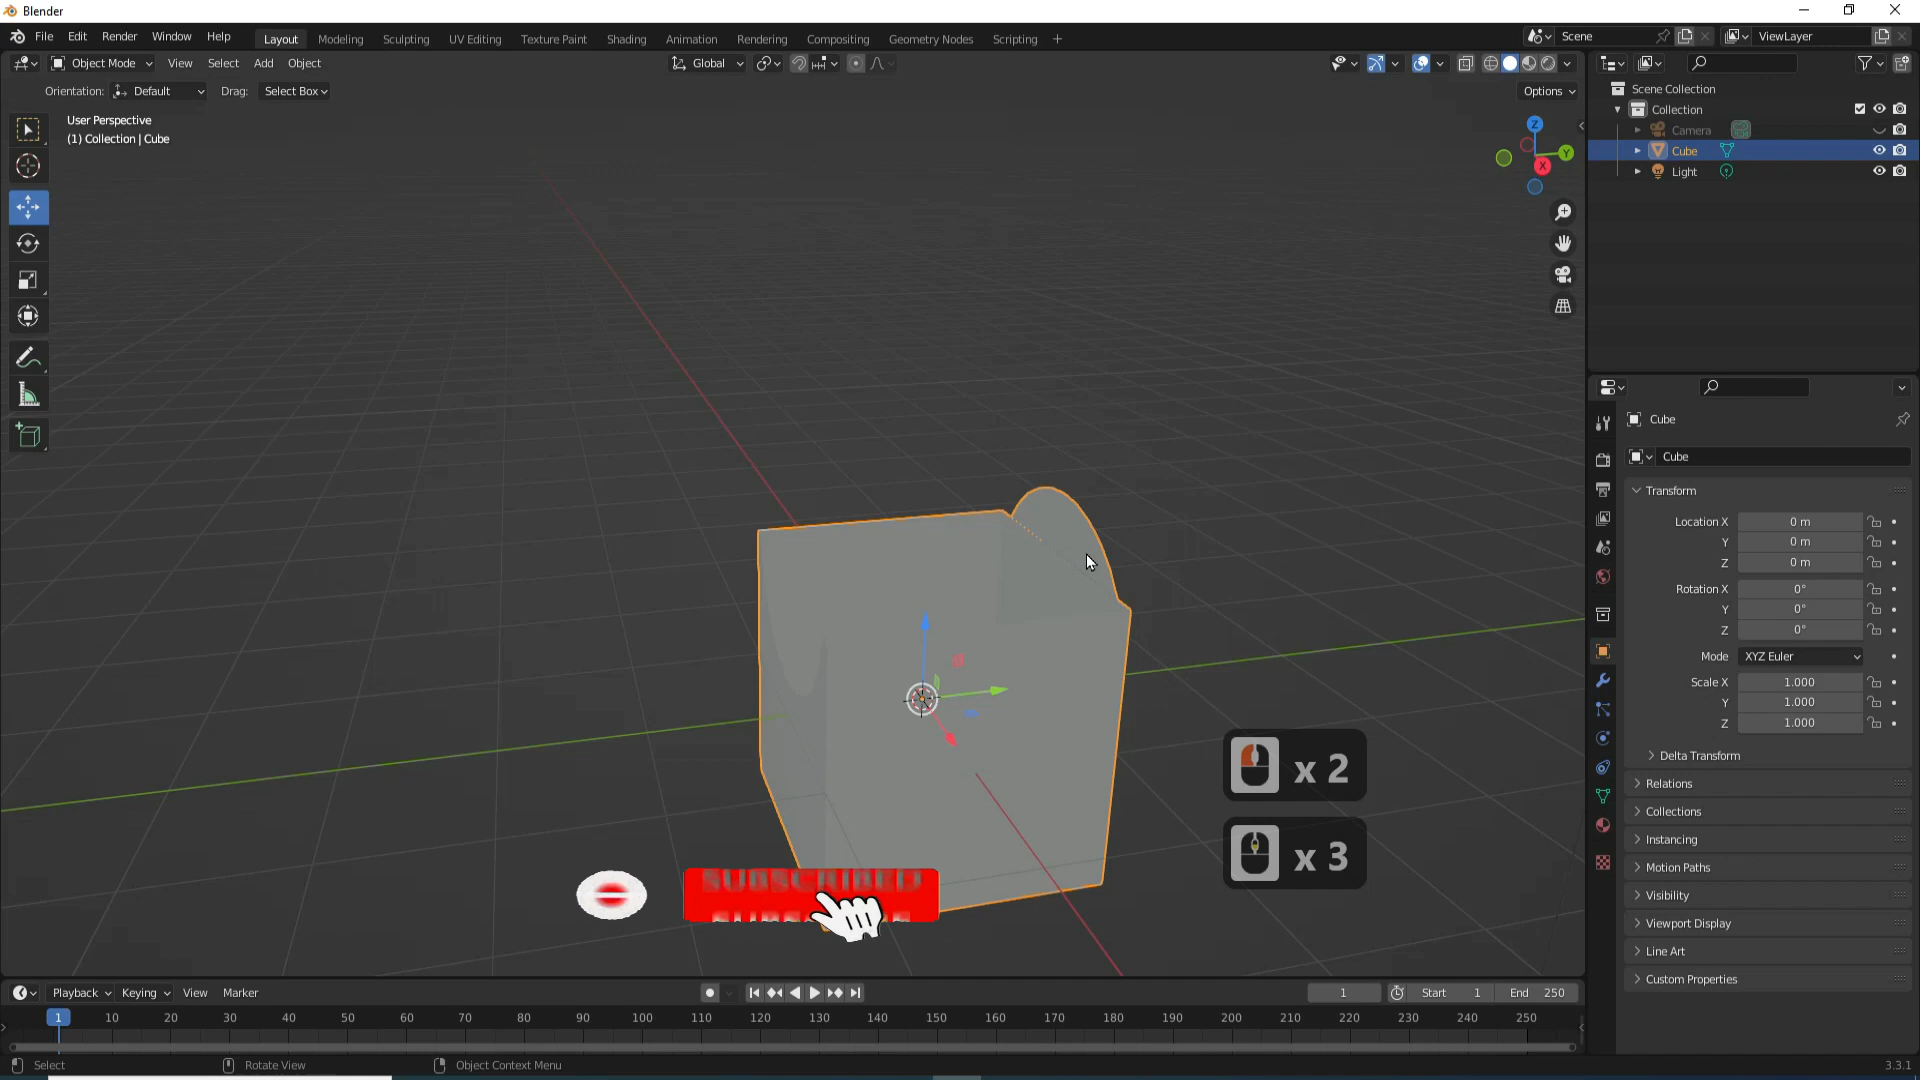 Blender
File Edit Render Window Help
Layout Modeling Sculpting UV Editing Texture Paint Shading Animation Rendering Compositing Geometry Nodes Scripting +
Scene
ViewLayer
Object Mode View Select Add Object
Global
Orientation: Default Drag: Select Box
Options
User Perspective
(1) Collection | Cube
Z
Y
X
Scene Collection
Collection
Camera
Cube
Light
Cube
Cube
Transform
Location X 0 m
Y 0 m
Z 0 m
Rotation X 0°
Y 0°
Z 0°
Mode XYZ Euler
Scale X 1.000
Y 1.000
Z 1.000
Delta Transform
Relations
Collections
Instancing
Motion Paths
Visibility
Viewport Display
Line Art
Custom Properties
x 2
x 3
Playback Keying View Marker
1 Start 1 End 250
1 10 20 30 40 50 60 70 80 90 100 110 120 130 140 150 160 170 180 190 200 210 220 230 240 250
Select Rotate View Object Context Menu
3.3.1